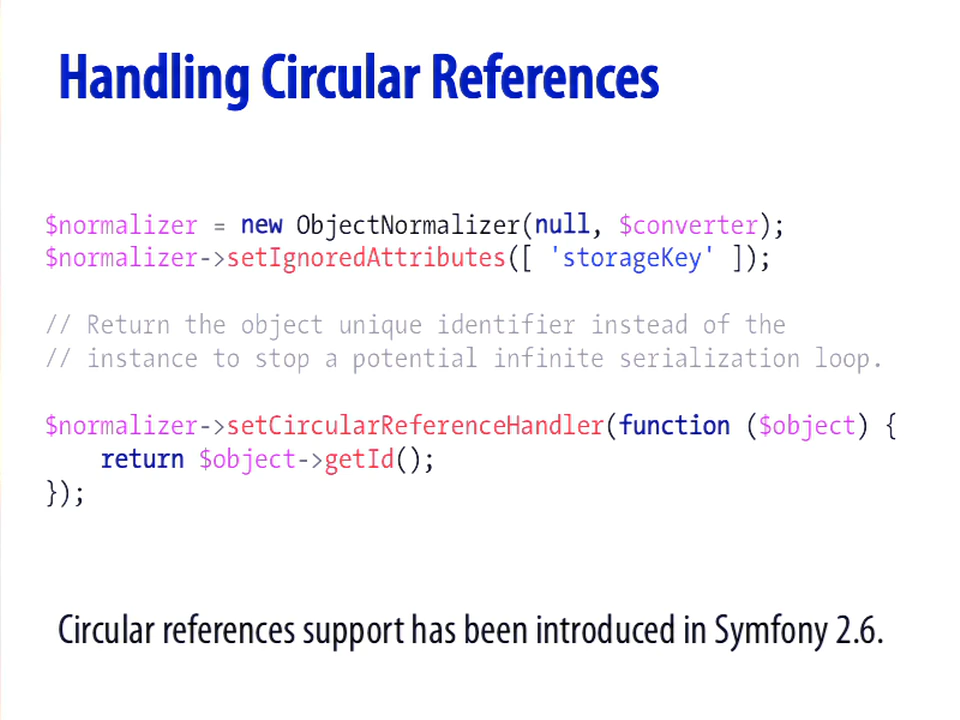 Handling Circular References
$normalizer = new ObjectNormalizer(null, $converter);
$normalizer->setIgnoredAttributes([ 'storageKey' ]);
// Return the object unique identifier instead of the
// instance to stop a potential infinite serialization loop.
$normalizer->setCircularReferenceHandler(function ($object) {
    return $object->getId();
});
Circular references support has been introduced in Symfony 2.6.